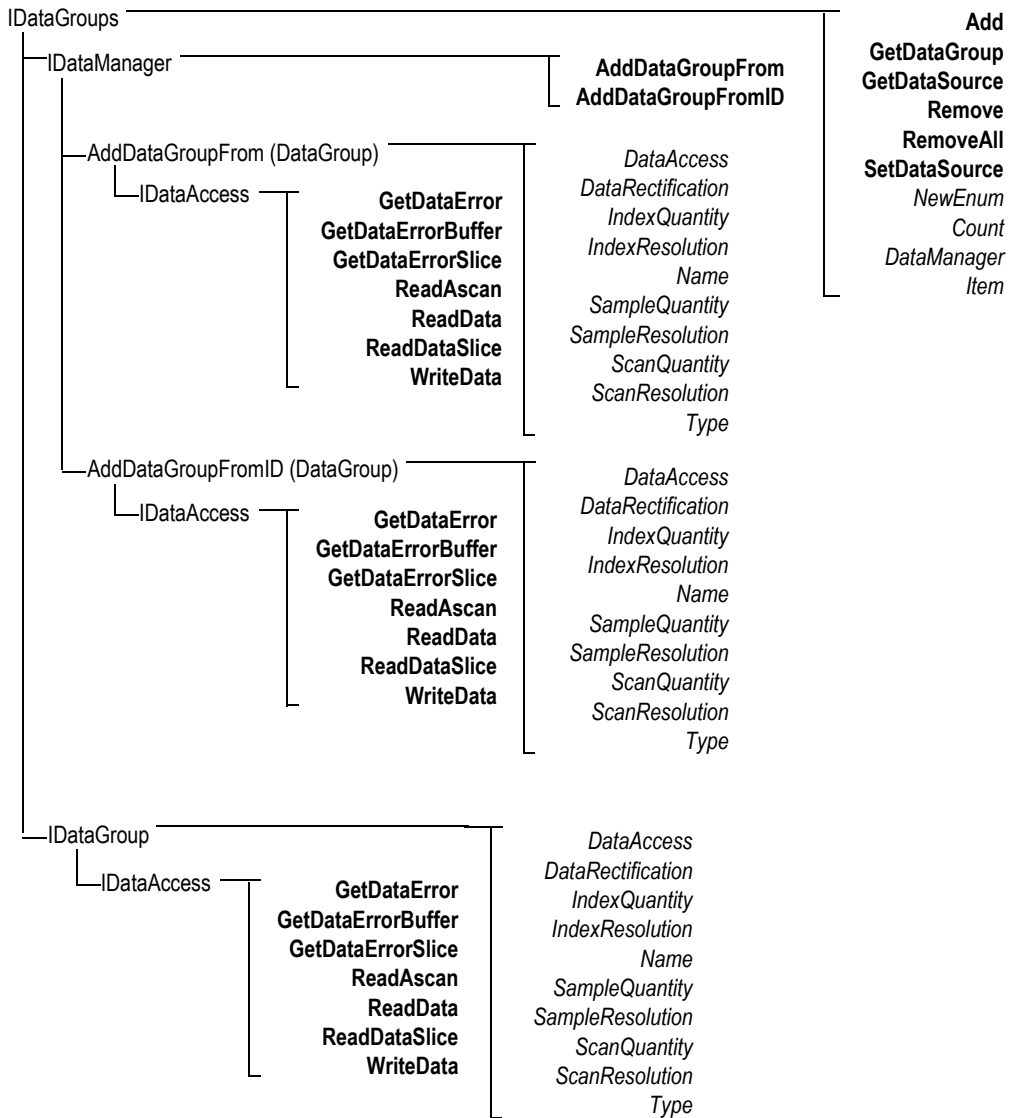 IDataGroups
Add
GetDataGroup
GetDataSource
Remove
RemoveAll
SetDataSource
NewEnum
Count
DataManager
Item
IDataManager
AddDataGroupFrom
AddDataGroupFromID
AddDataGroupFrom (DataGroup)
IDataAccess
GetDataError
GetDataErrorBuffer
GetDataErrorSlice
ReadAscan
ReadData
ReadDataSlice
WriteData
DataAccess
DataRectification
IndexQuantity
IndexResolution
Name
SampleQuantity
SampleResolution
ScanQuantity
ScanResolution
Type
AddDataGroupFromID (DataGroup)
IDataAccess
GetDataError
GetDataErrorBuffer
GetDataErrorSlice
ReadAscan
ReadData
ReadDataSlice
WriteData
DataAccess
DataRectification
IndexQuantity
IndexResolution
Name
SampleQuantity
SampleResolution
ScanQuantity
ScanResolution
Type
IDataGroup
IDataAccess
GetDataError
GetDataErrorBuffer
GetDataErrorSlice
ReadAscan
ReadData
ReadDataSlice
WriteData
DataAccess
DataRectification
IndexQuantity
IndexResolution
Name
SampleQuantity
SampleResolution
ScanQuantity
ScanResolution
Type